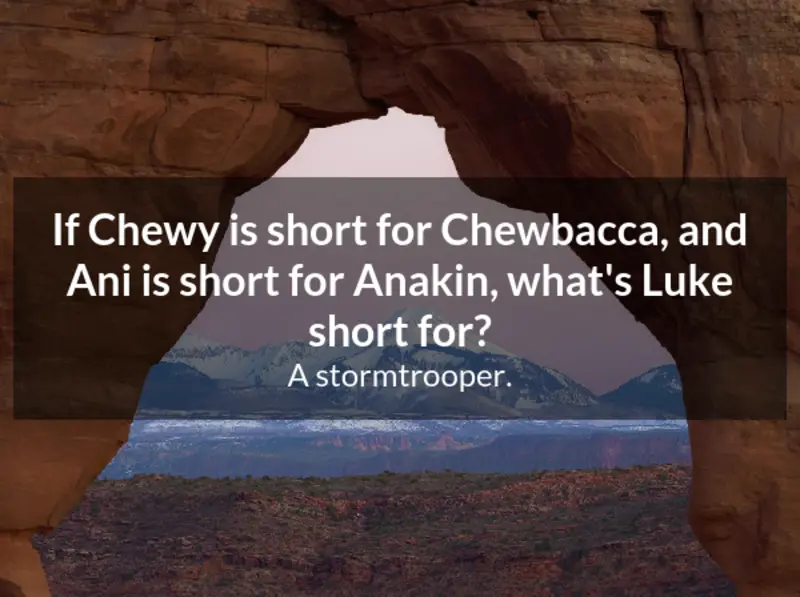 If Chewy is short for Chewbacca, and
Ani is short for Anakin, what's Luke
short for?
A stormtrooper.